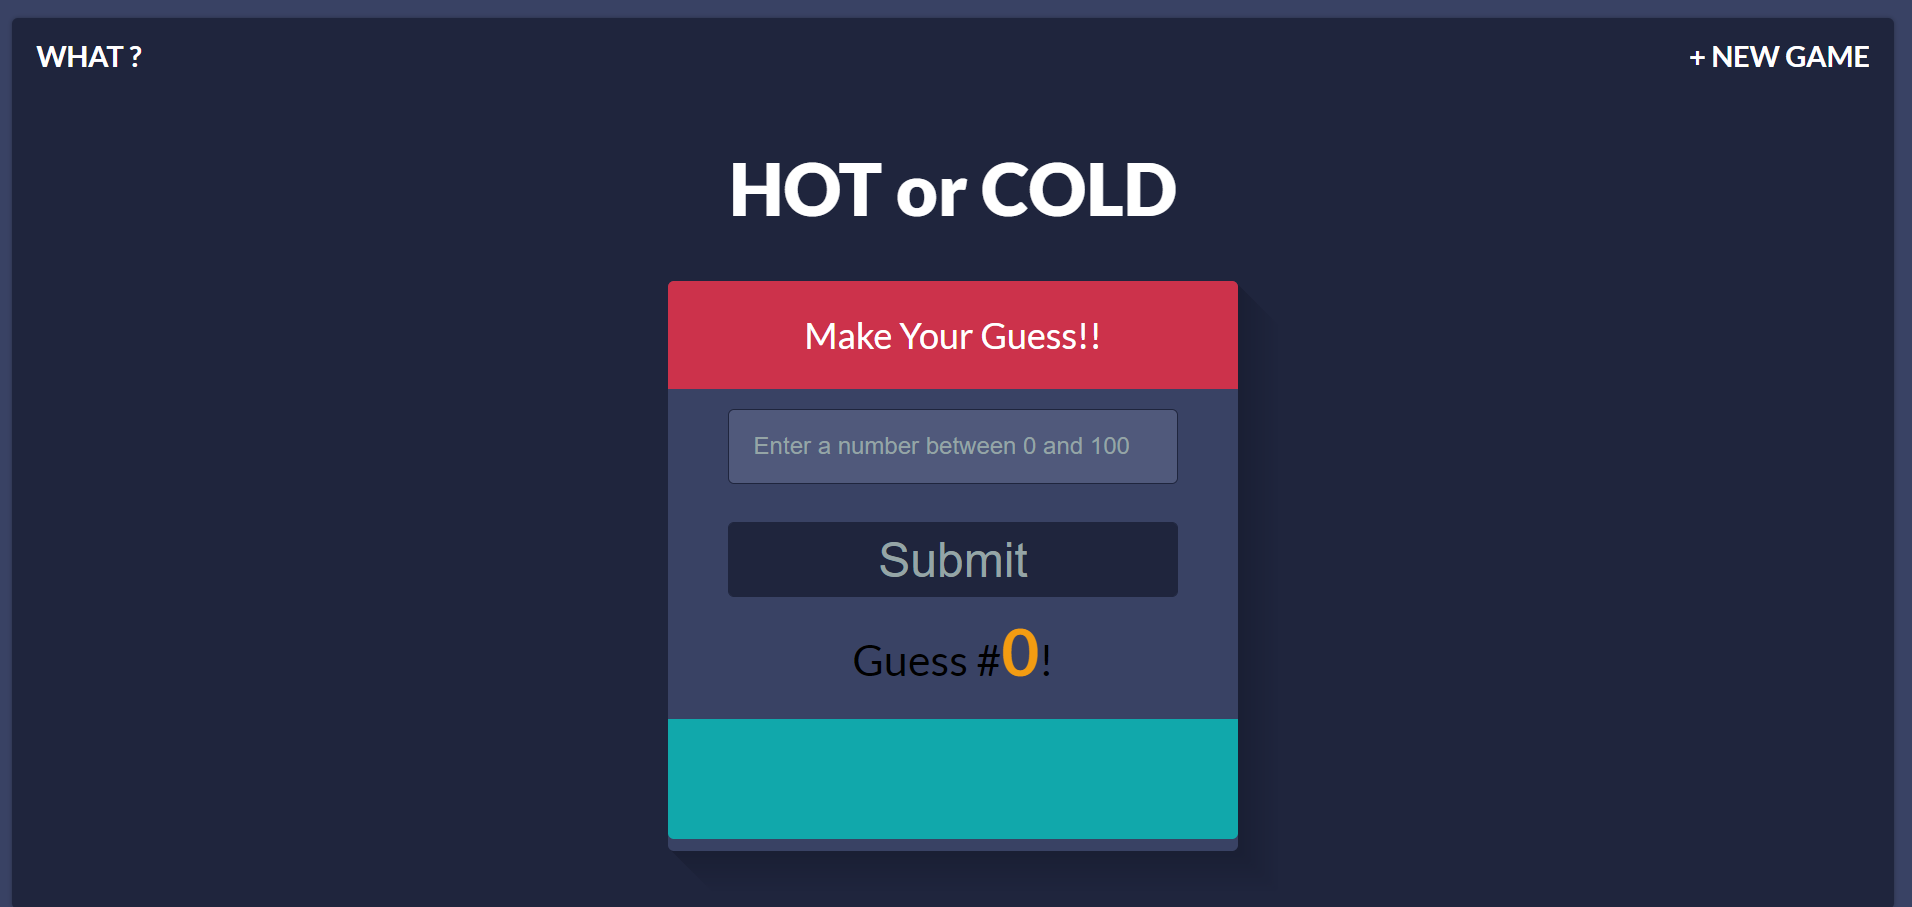 WHAT ?
+ NEW GAME
HOT or COLD
Make Your Guess!!
Enter a number between 0 and 100
Submit
Guess #0!